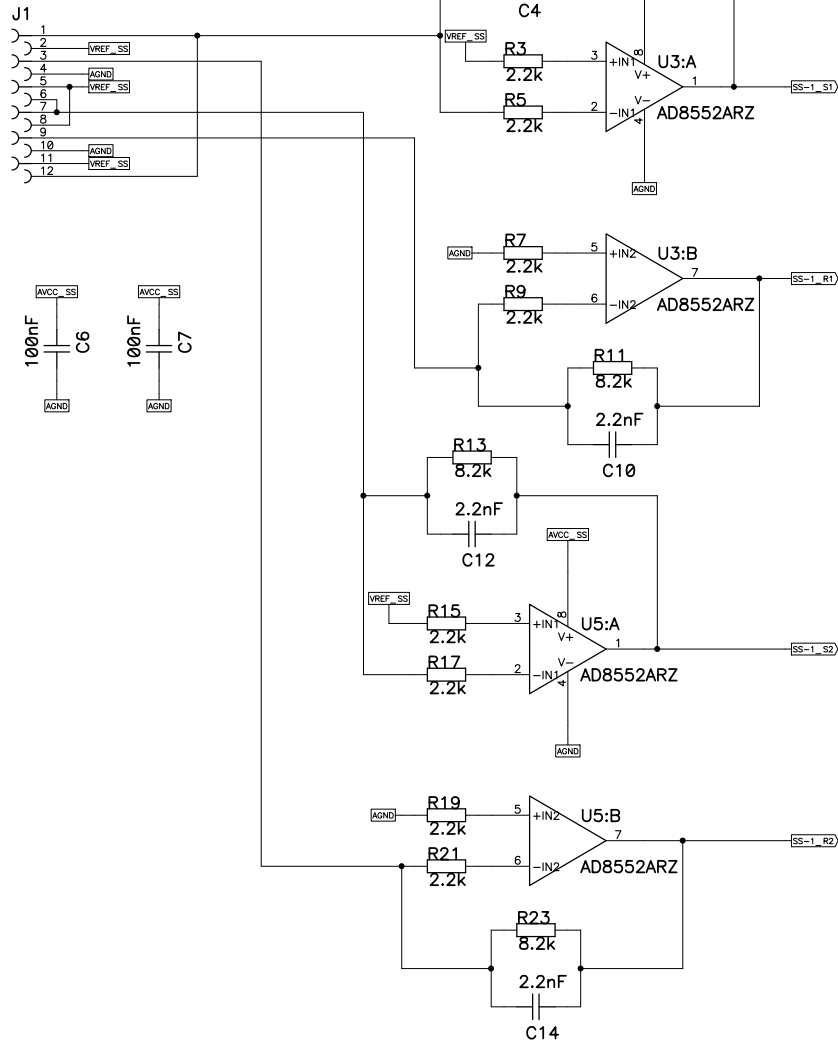 J1
1
2
3
4
5
6
7
8
9
10
11
12
VREF_SS
AGND
VREF_SS
AGND
VREF_SS
C4
VREF_SS
R3
2.2k
R5
2.2k
3
2
+IN1
-IN1
8
V+
V-
4
U3:A
1
AD8552ARZ
SS-1_S1
AGND
AGND
R7
2.2k
R9
2.2k
5
6
+IN2
-IN2
U3:B
7
AD8552ARZ
SS-1_R1
R11
8.2k
2.2nF
C10
AVCC_SS
100nF
C6
AGND
AVCC_SS
100nF
C7
AGND
R13
8.2k
2.2nF
C12
AVCC_SS
VREF_SS
R15
2.2k
R17
2.2k
3
2
+IN1
-IN1
8
V+
V-
4
U5:A
1
AD8552ARZ
SS-1_S2
AGND
AGND
R19
2.2k
R21
2.2k
5
6
+IN2
-IN2
U5:B
7
AD8552ARZ
SS-1_R2
R23
8.2k
2.2nF
C14